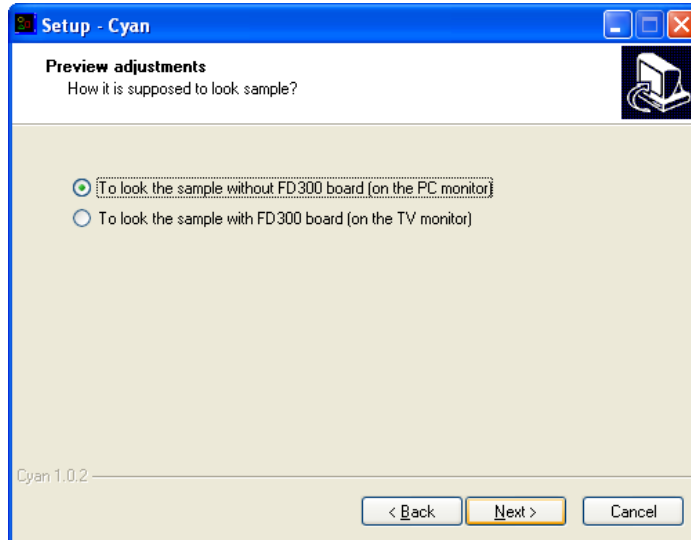 Setup - Cyan
Preview adjustments
How it is supposed to look sample?
To look the sample without FD300 board (on the PC monitor)
To look the sample with FD300 board (on the TV monitor)
Cyan 1.0.2
< Back Next > Cancel